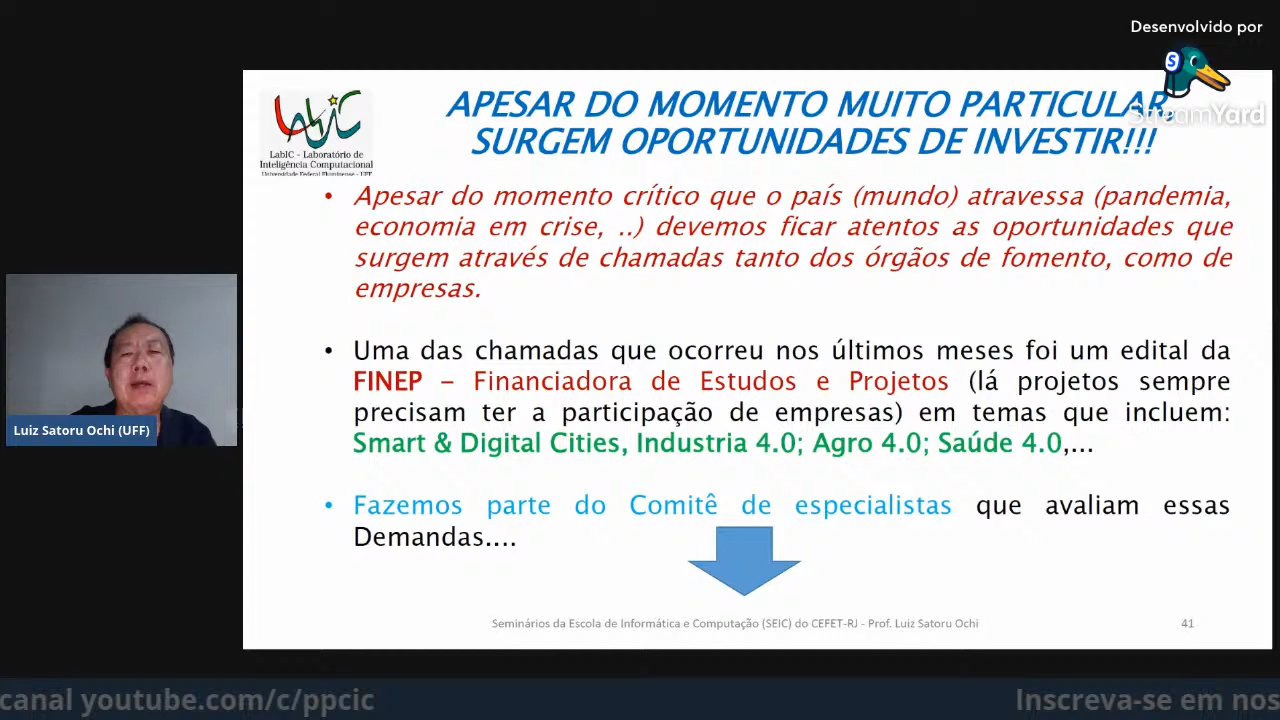 Desenvolvido por
S
StreamYard
LabIC
LabIC - Laboratório de
Inteligência Computacional
Universidade Federal Fluminense - UFF
APESAR DO MOMENTO MUITO PARTICULAR
SURGEM OPORTUNIDADES DE INVESTIR!!!
• Apesar do momento crítico que o país (mundo) atravessa (pandemia,
economia em crise, ..) devemos ficar atentos as oportunidades que
surgem através de chamadas tanto dos órgãos de fomento, como de
empresas.
• Uma das chamadas que ocorreu nos últimos meses foi um edital da
FINEP – Financiadora de Estudos e Projetos (lá projetos sempre
precisam ter a participação de empresas) em temas que incluem:
Smart & Digital Cities, Industria 4.0; Agro 4.0; Saúde 4.0,...
• Fazemos parte do Comitê de especialistas que avaliam essas
Demandas....
Luiz Satoru Ochi (UFF)
Seminários da Escola de Informática e Computação (SEIC) do CEFET-RJ - Prof. Luiz Satoru Ochi
41
canal youtube.com/c/ppcic
Inscreva-se em nos